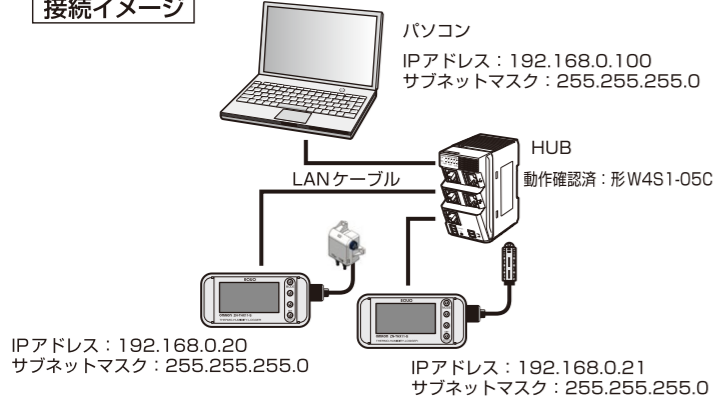 接続イメージ
パソコン
IPアドレス：192.168.0.100
サブネットマスク：255.255.255.0
HUB
動作確認済：形W4S1-05C
LANケーブル
IPアドレス：192.168.0.20
サブネットマスク：255.255.255.0
IPアドレス：192.168.0.21
サブネットマスク：255.255.255.0